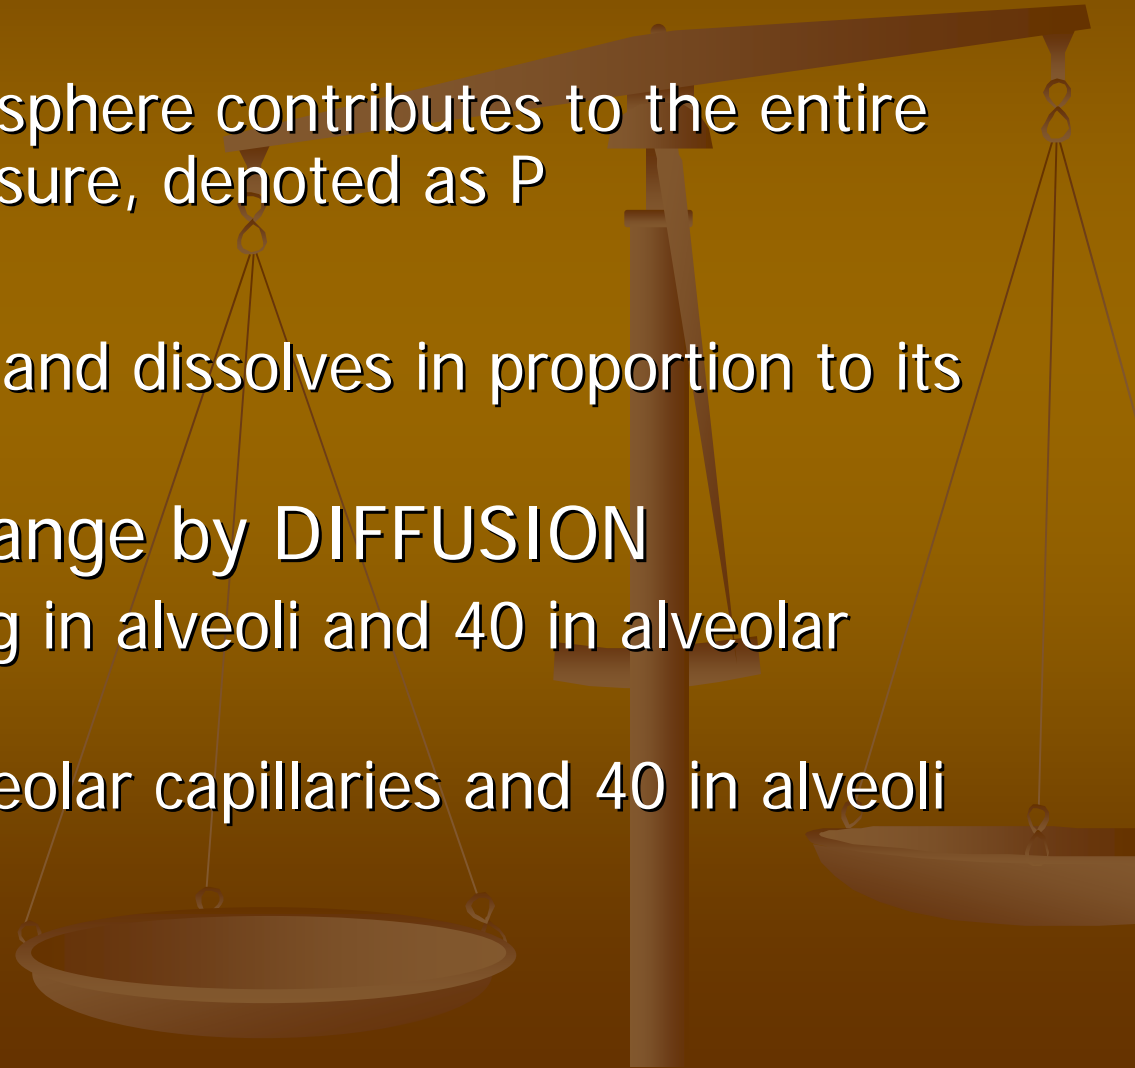 sphere contributes to the entire
sure, denoted as P
and dissolves in proportion to its
ange by DIFFUSION
g in alveoli and 40 in alveolar
eolar capillaries and 40 in alveoli